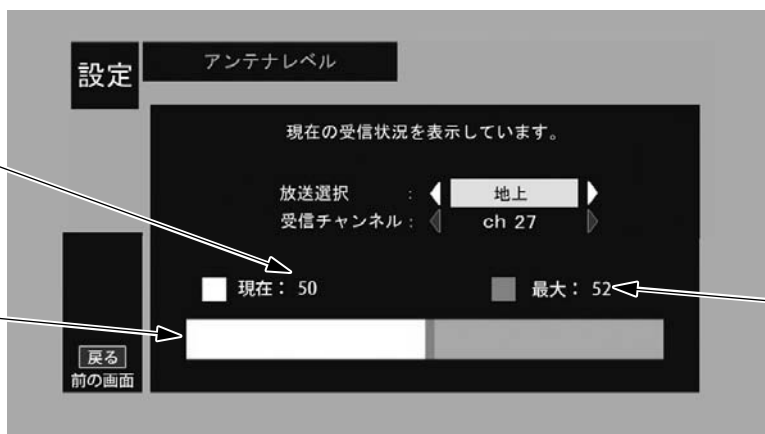 設定
アンテナレベル
現在の受信状況を表示しています。
放送選択 : 地上
受信チャンネル : ch 27
現在： 50
最大： 52
戻る
前の画面